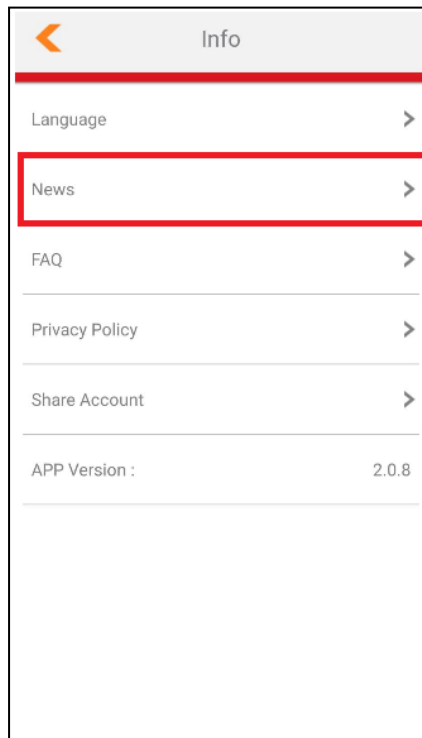 Info
Language
News
FAQ
Privacy Policy
Share Account
APP Version : 2.0.8